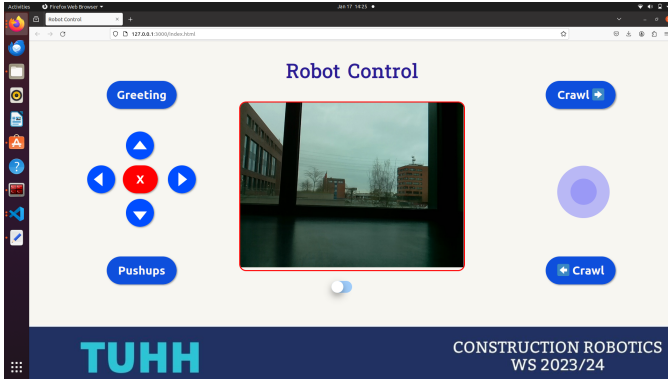 Activities
Firefox Web Browser
Jan 17 14:25
Robot Control
127.0.0.1:3000/index.html
Robot Control
Greeting
Crawl
X
Pushups
Crawl
TUHH
CONSTRUCTION ROBOTICS
WS 2023/24